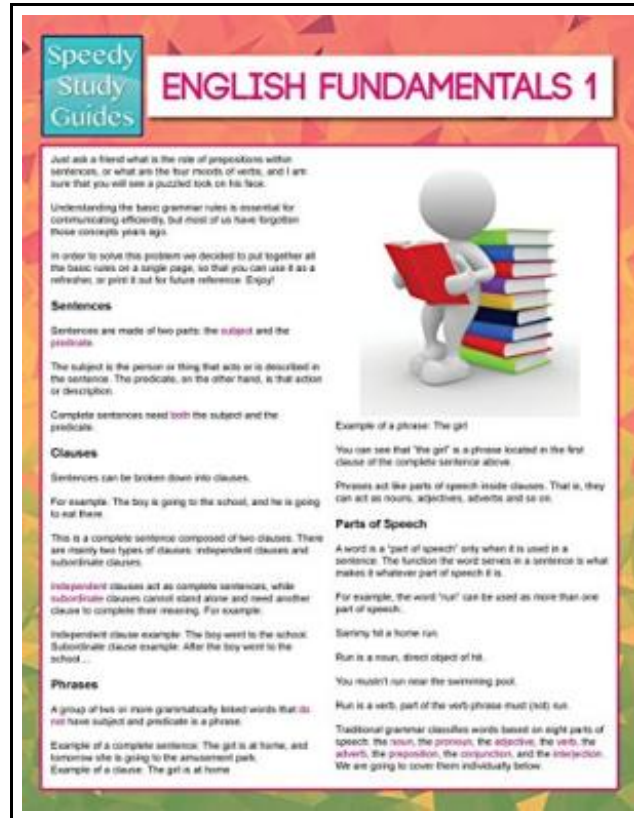 Speedy
Study
Guides
ENGLISH FUNDAMENTALS 1
Just ask a friend what is the role of prepositions within
sentences, or what are the four moods of verbs, and I am
sure that you will see a puzzled look on his face.
Understanding the basic grammar rules is essential for
communicating efficiently, but most of us have forgotten
those concepts years ago.
In order to solve this problem we decided to put together all
the basic rules on a single page, so that you can use it as a
refresher, or print it out for future reference. Enjoy!
Sentences
Sentences are made of two parts: the subject and the
predicate.
The subject is the person or thing that acts or is described in
the sentence. The predicate, on the other hand, is that action
or description.
Complete sentences need both the subject and the
predicate.
Clauses
Sentences can be broken down into clauses.
For example: The boy is going to the school, and he is going
to eat there.
This is a complete sentence composed of two clauses. There
are mainly two types of clauses: independent clauses and
subordinate clauses.
Independent clauses act as complete sentences, while
subordinate clauses cannot stand alone and need another
clause to complete their meaning. For example:
Independent clause example: The boy went to the school.
Subordinate clause example: After the boy went to the
school...
Phrases
A group of two or more grammatically linked words that do
not have subject and predicate is a phrase.
Example of a complete sentence: The girl is at home, and
tomorrow she is going to the amusement park.
Example of a clause: The girl is at home
Example of a phrase: The girl
You can see that "the girl" is a phrase located in the first
clause of the complete sentence above.
Phrases act like parts of speech inside clauses. That is, they
can act as nouns, adjectives, adverbs and so on.
Parts of Speech
A word is a "part of speech" only when it is used in a
sentence. The function the word serves in a sentence is what
makes it whatever part of speech it is.
For example, the word "run" can be used as more than one
part of speech:.
Sammy hit a home run.
Run is a noun, direct object of hit.
You mustn't run near the swimming pool.
Run is a verb, part of the verb phrase must (not) run.
Traditional grammar classifies words based on eight parts of
speech: the noun, the pronoun, the adjective, the verb, the
adverb, the preposition, the conjunction, and the interjection.
We are going to cover them individually below.